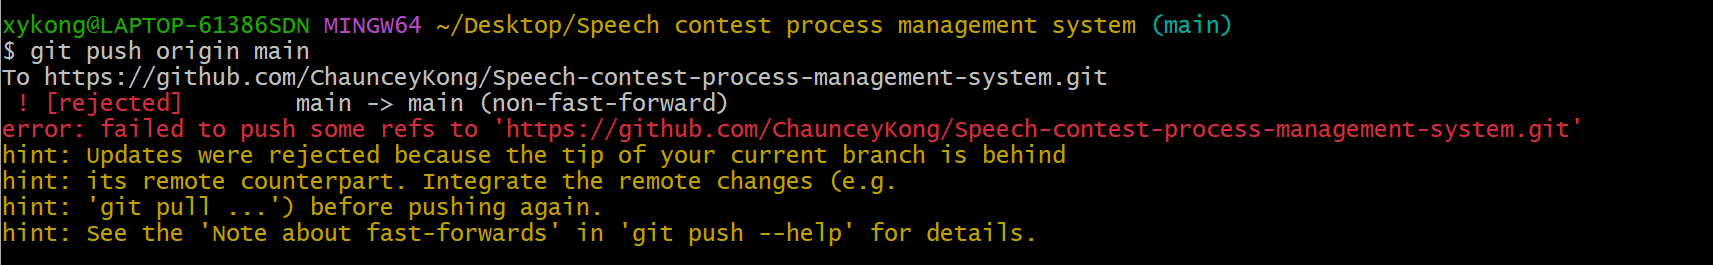 xykong@LAPTOP-61386SDN MINGW64 ~/Desktop/Speech contest process management system (main)
$ git push origin main
To https://github.com/ChaunceyKong/Speech-contest-process-management-system.git
 ! [rejected]        main -> main (non-fast-forward)
error: failed to push some refs to 'https://github.com/ChaunceyKong/Speech-contest-process-management-system.git'
hint: Updates were rejected because the tip of your current branch is behind
hint: its remote counterpart. Integrate the remote changes (e.g.
hint: 'git pull ...') before pushing again.
hint: See the 'Note about fast-forwards' in 'git push --help' for details.